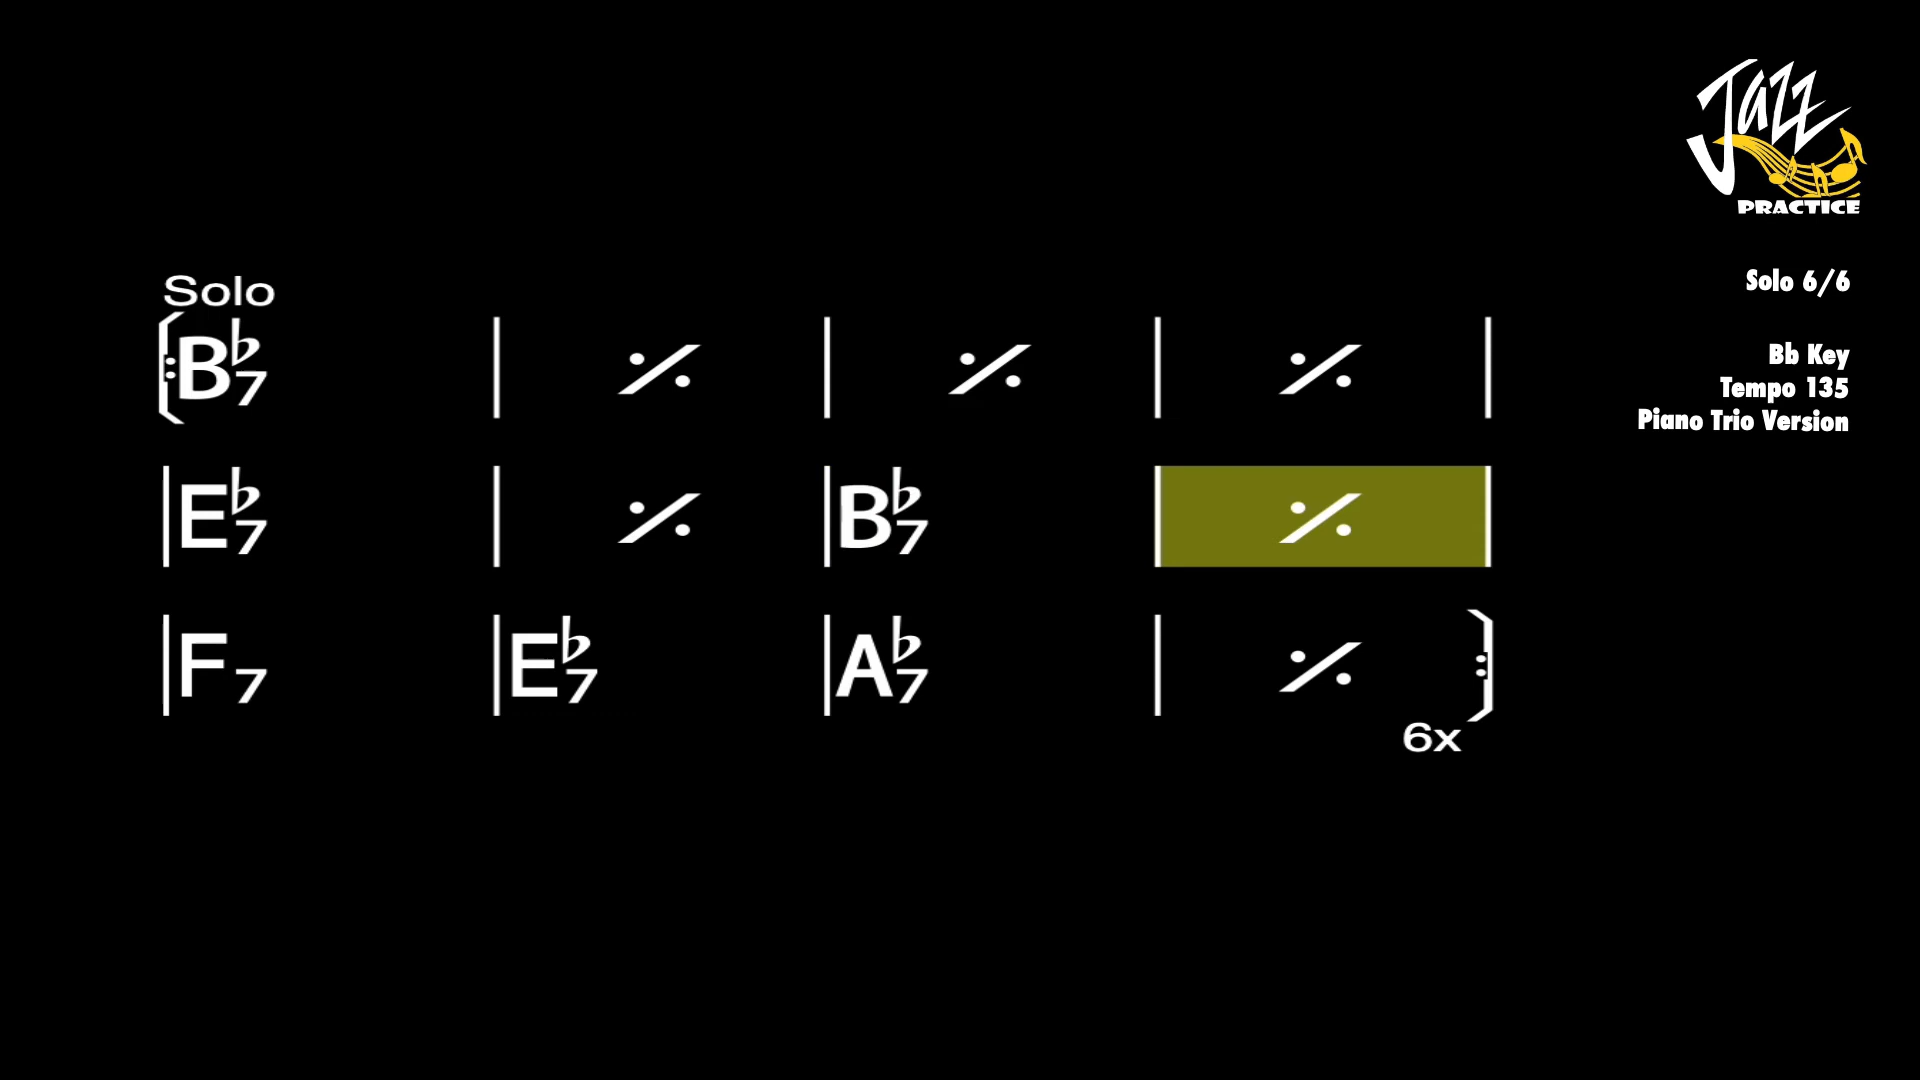 Jazz
PRACTICE
Solo 6/6
Bb Key
Tempo 135
Piano Trio Version
Solo
B♭7 | 𝄎 | 𝄎 | 𝄎 |
| E♭7 | 𝄎 | B♭7 | 𝄎 |
| F7 | E♭7 | A♭7 | 𝄎
6x